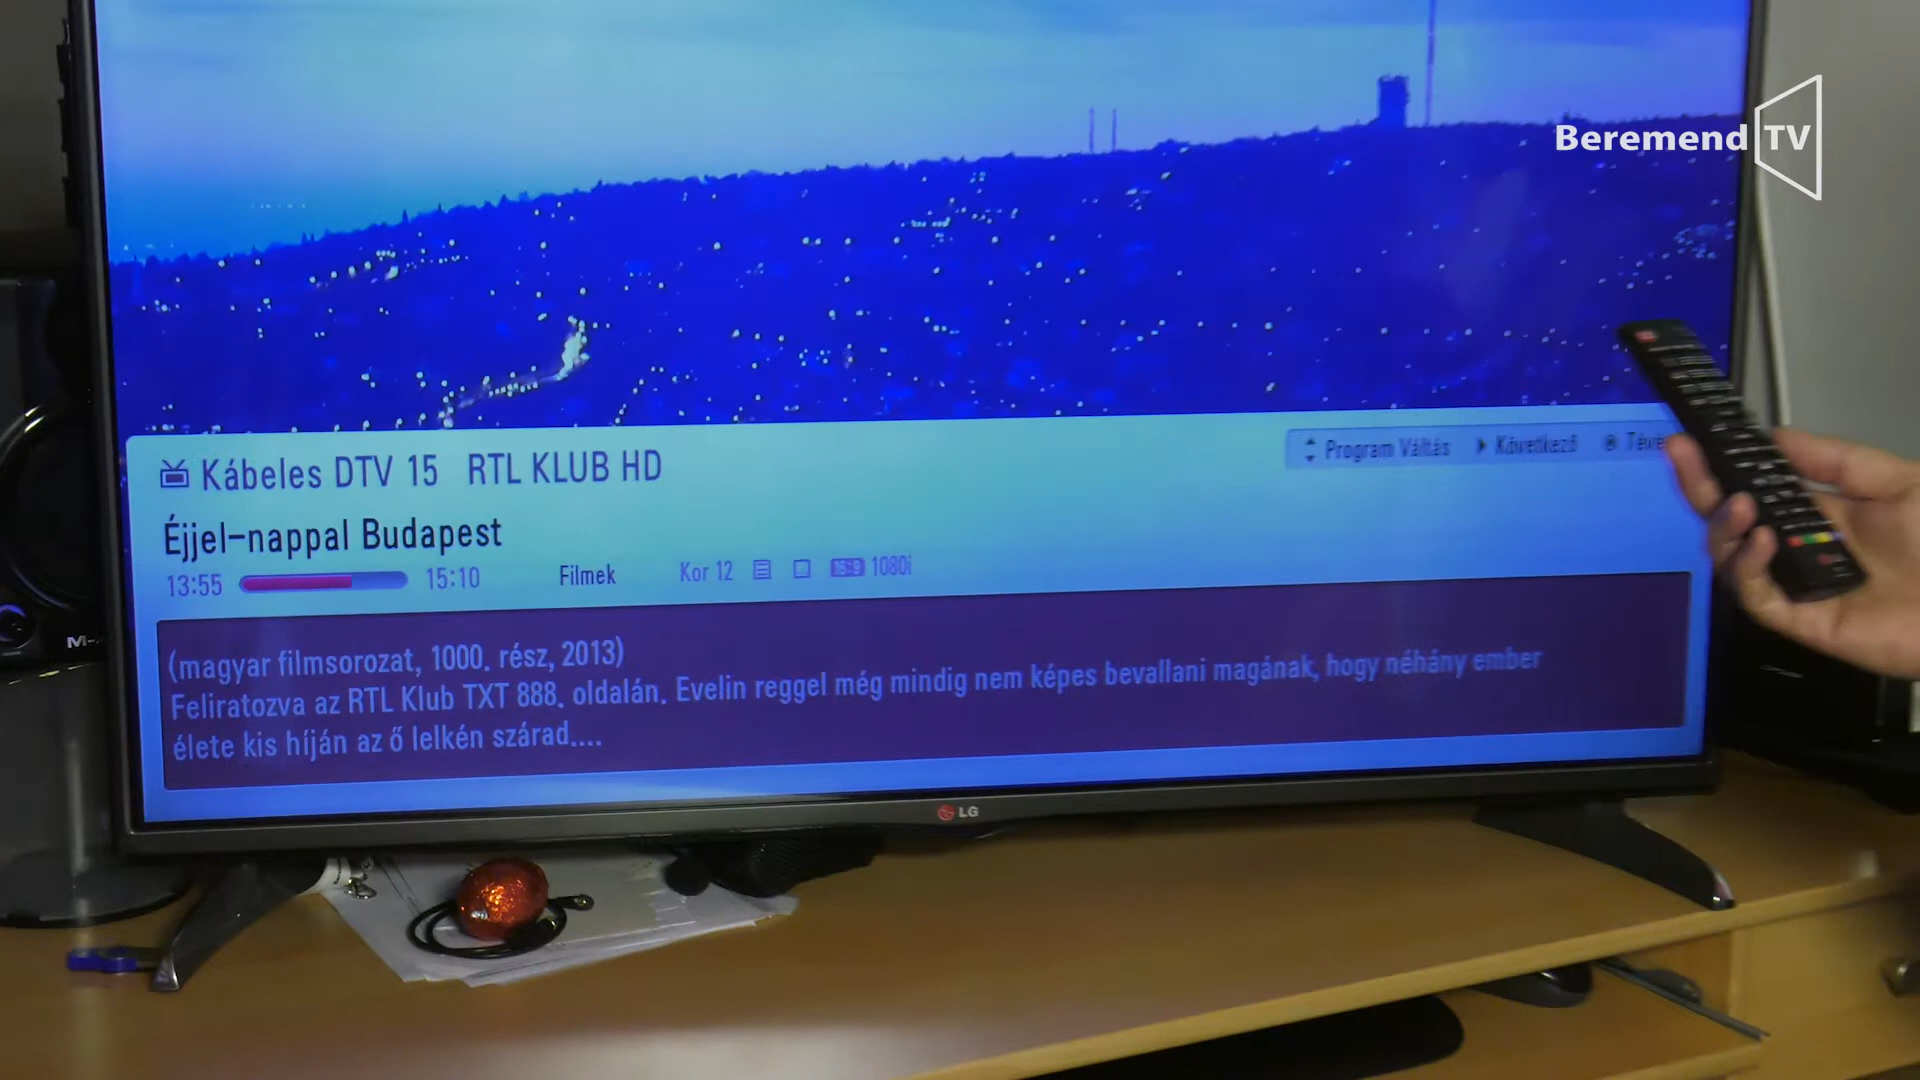 Beremend TV
Kábeles DTV 15 RTL KLUB HD
Program Váltás Következő
Éjjel-nappal Budapest
13:55 15:10 Filmek Kor 12 16:9 1080i
(magyar filmsorozat, 1000. rész, 2013)
Feliratozva az RTL Klub TXT 888. oldalán. Evelin reggel még mindig nem képes bevallani magának, hogy néhány ember
élete kis híján az ő lelkén szárad....
LG